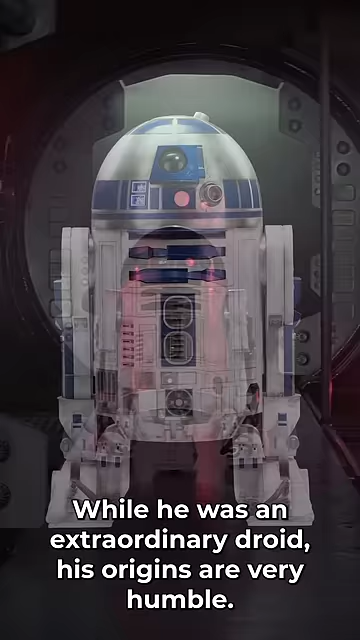 While he was an
extraordinary droid,
his origins are very
humble.